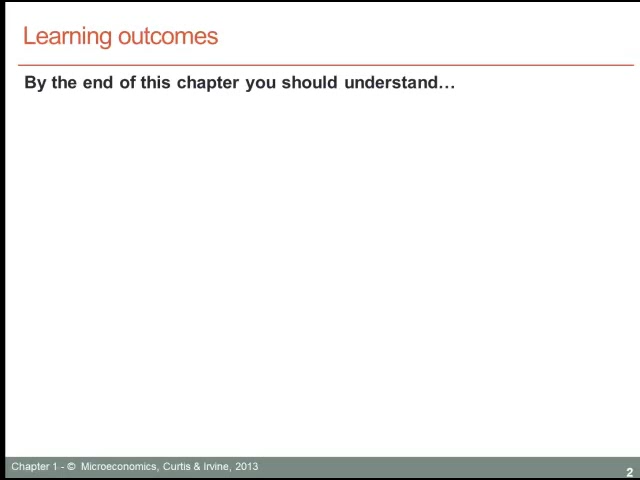 Learning outcomes
By the end of this chapter you should understand…
Chapter 1 - © Microeconomics, Curtis & Irvine, 2013
2